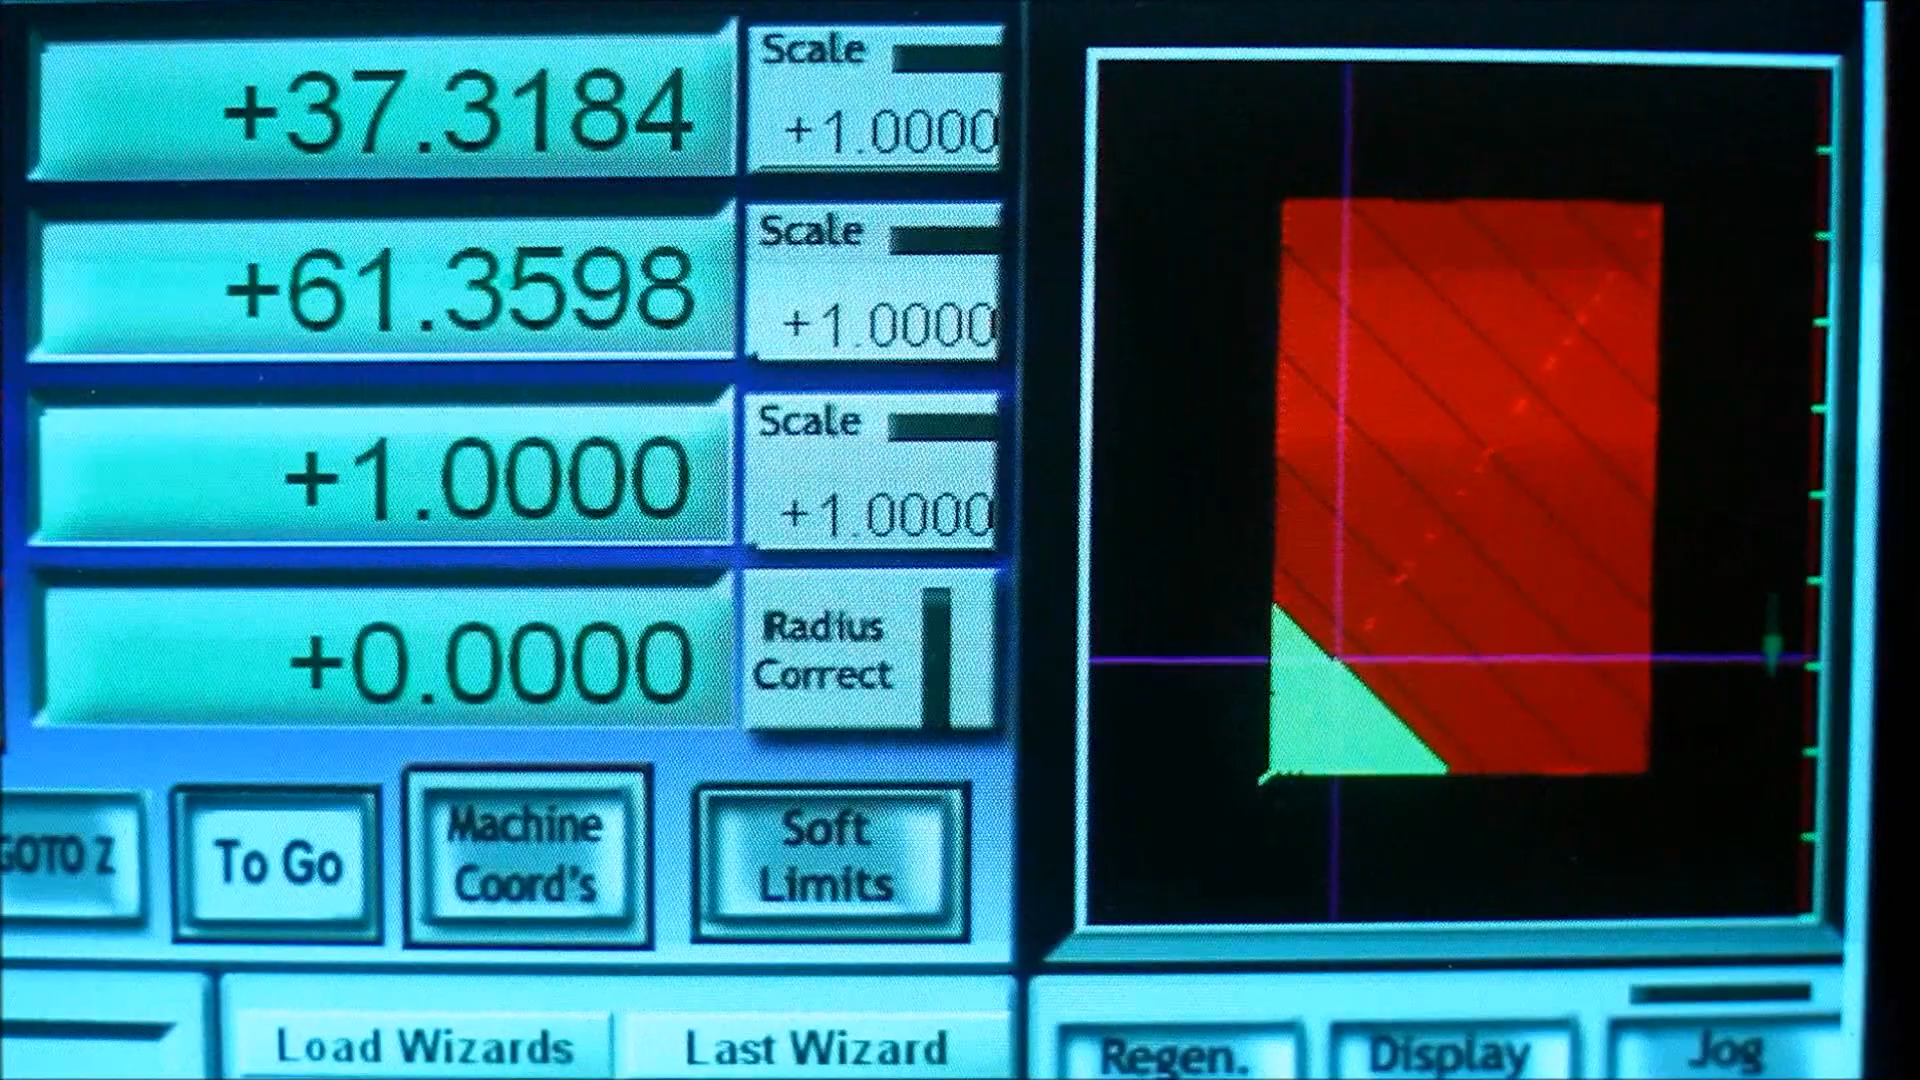 +37.3184
Scale
+1.0000
+61.3598
Scale
+1.0000
+1.0000
Scale
+1.0000
+0.0000
Radius
Correct
GOTO Z
To Go
Machine
Coord's
Soft
Limits
Load Wizards
Last Wizard
Regen.
Display
Jog